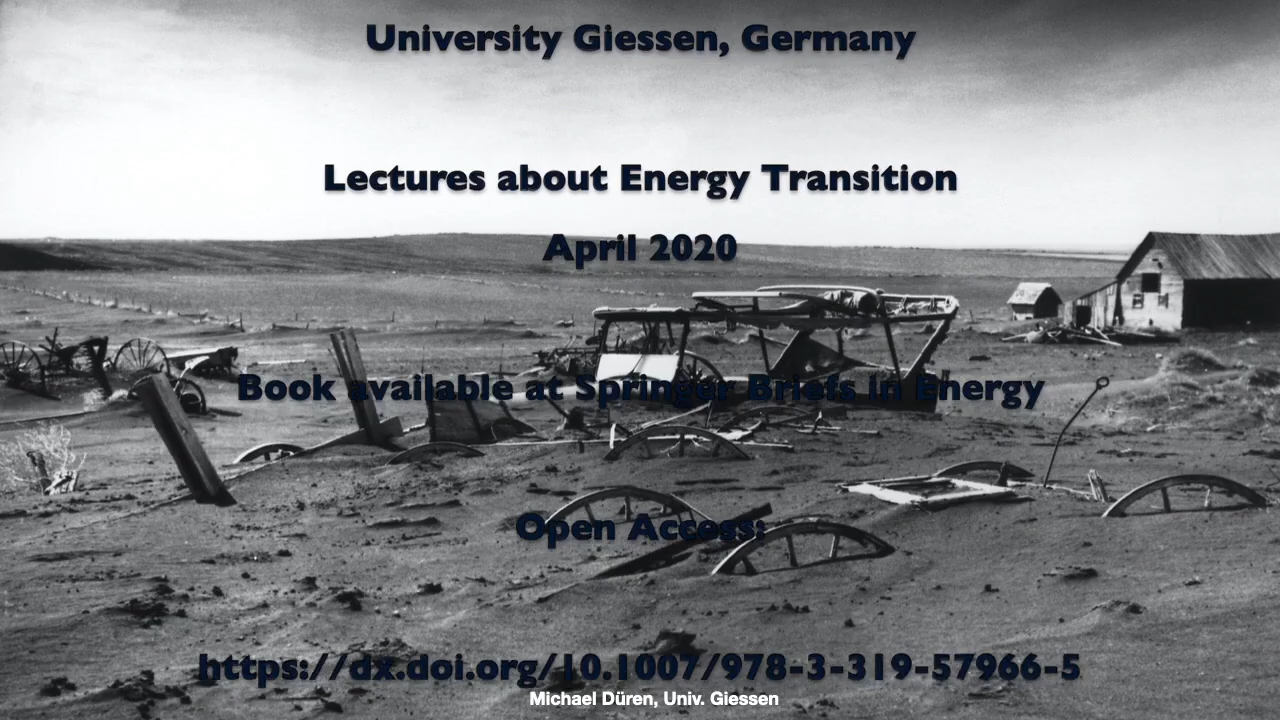 University Giessen, Germany
Lectures about Energy Transition
April 2020
Book available at Springer Briefs in Energy
Open Access:
https://dx.doi.org/10.1007/978-3-319-57966-5
Michael Düren, Univ. Giessen